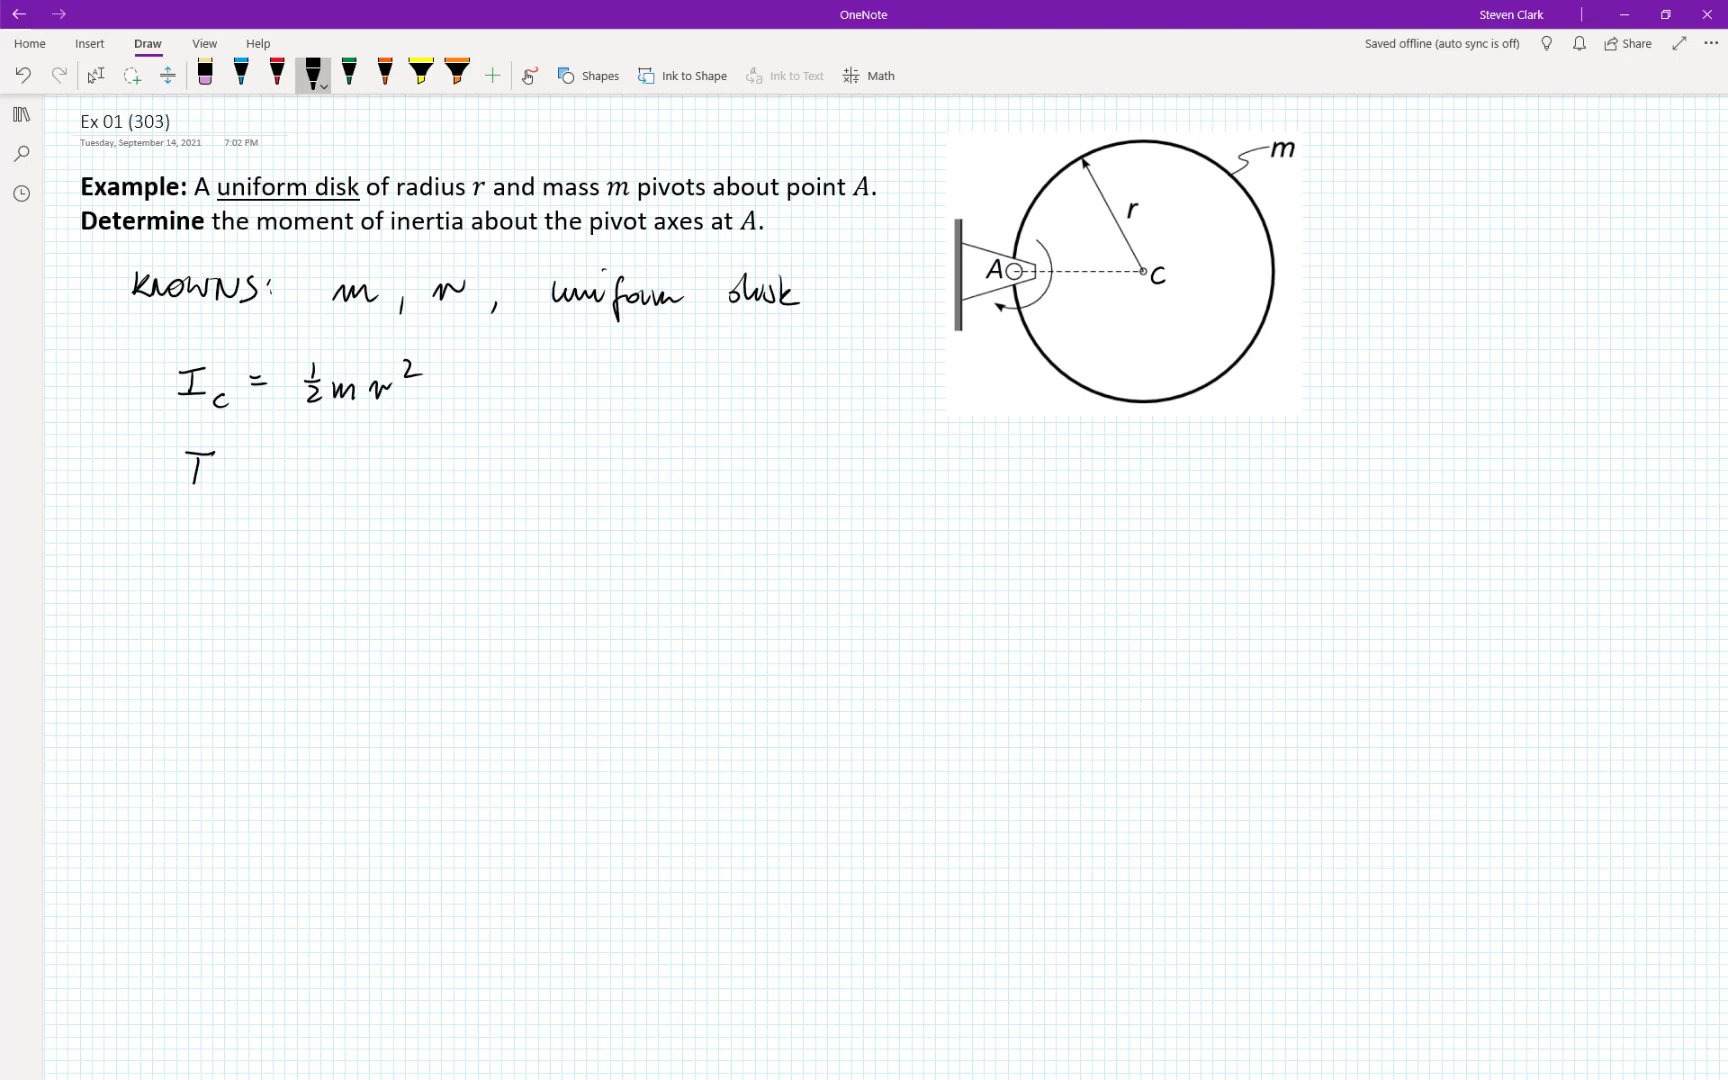 OneNote
Steven Clark
Home Insert Draw View Help
Saved offline (auto sync is off) Share
Shapes Ink to Shape Ink to Text Math
Ex 01 (303)
Tuesday, September 14, 2021 7:02 PM
Example: A uniform disk of radius r and mass m pivots about point A.
Determine the moment of inertia about the pivot axes at A.
KNOWNS: m, r, uniform disk
I_C = ½ m r²
T
m
r
A
C